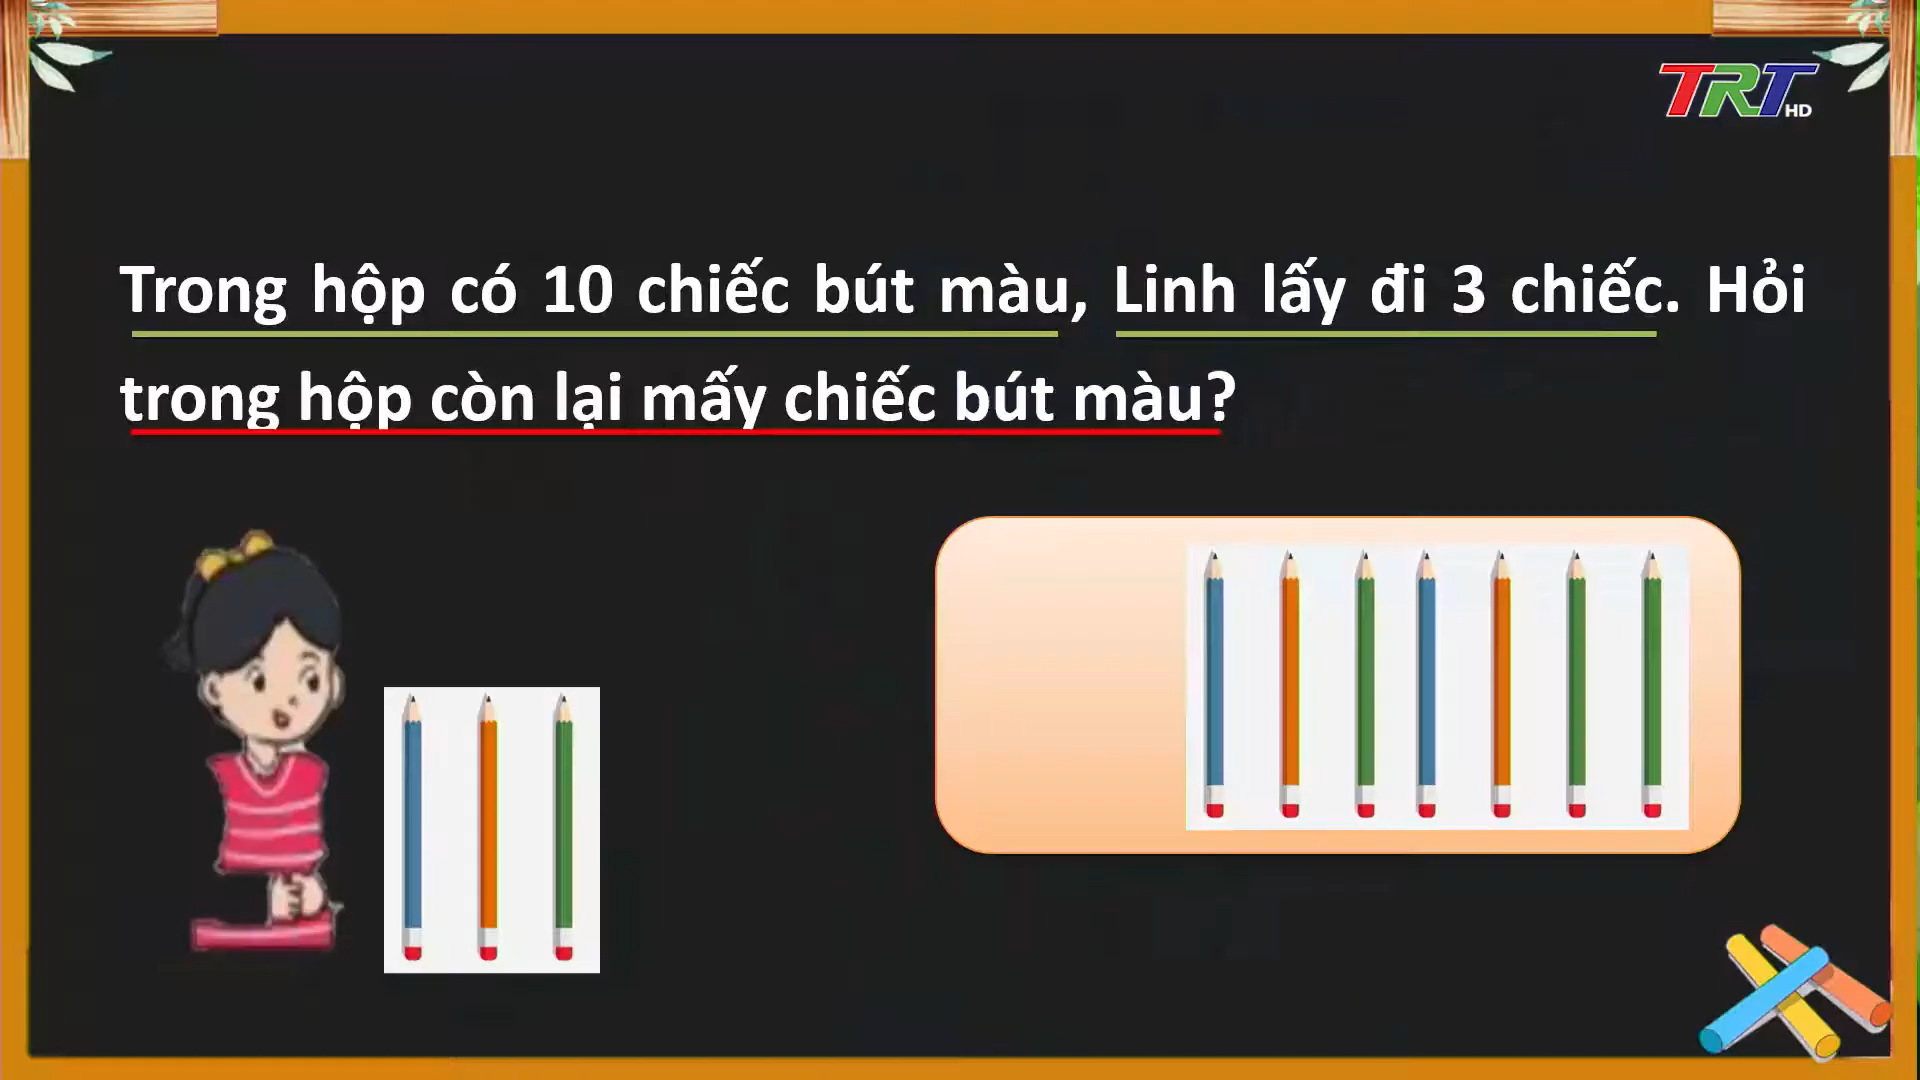 TRT HD
Trong hộp có 10 chiếc bút màu, Linh lấy đi 3 chiếc. Hỏi
trong hộp còn lại mấy chiếc bút màu?